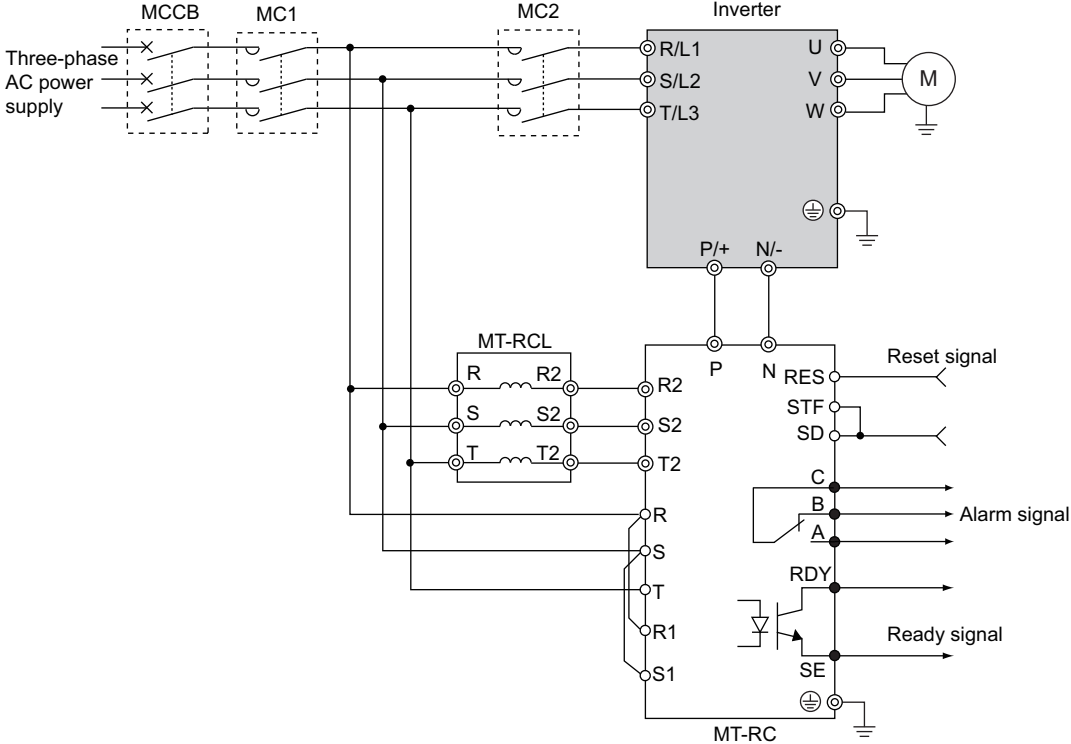 MCCB
MC1
MC2
Inverter
Three-phase
AC power
supply
R/L1
S/L2
T/L3
U
V
W
M
P/+
N/-
MT-RCL
R
R2
S
S2
T
T2
R2
S2
T2
R
S
T
R1
S1
P
N
RES
STF
SD
C
B
A
RDY
SE
Reset signal
Alarm signal
Ready signal
MT-RC